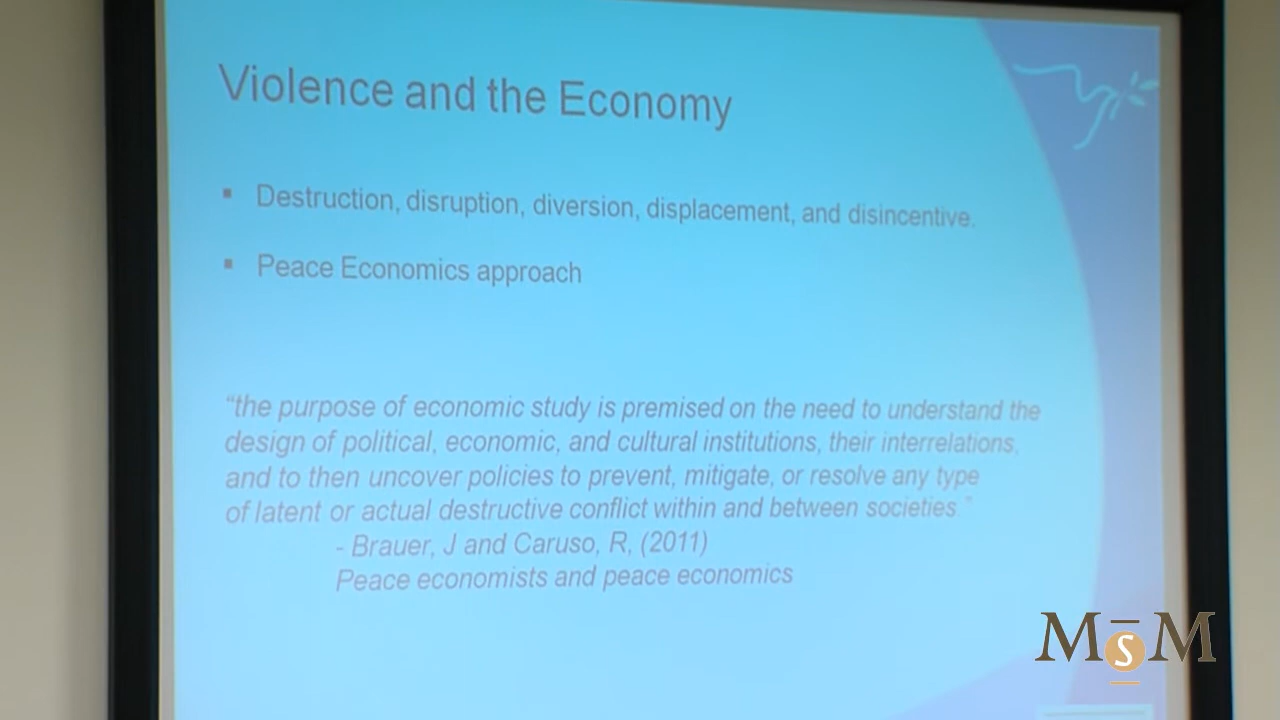 Violence and the Economy
▪ Destruction, disruption, diversion, displacement, and disincentive.
▪ Peace Economics approach
“the purpose of economic study is premised on the need to understand the
design of political, economic, and cultural institutions, their interrelations,
and to then uncover policies to prevent, mitigate, or resolve any type
of latent or actual destructive conflict within and between societies.”
- Brauer, J and Caruso, R, (2011)
Peace economists and peace economics
MSM